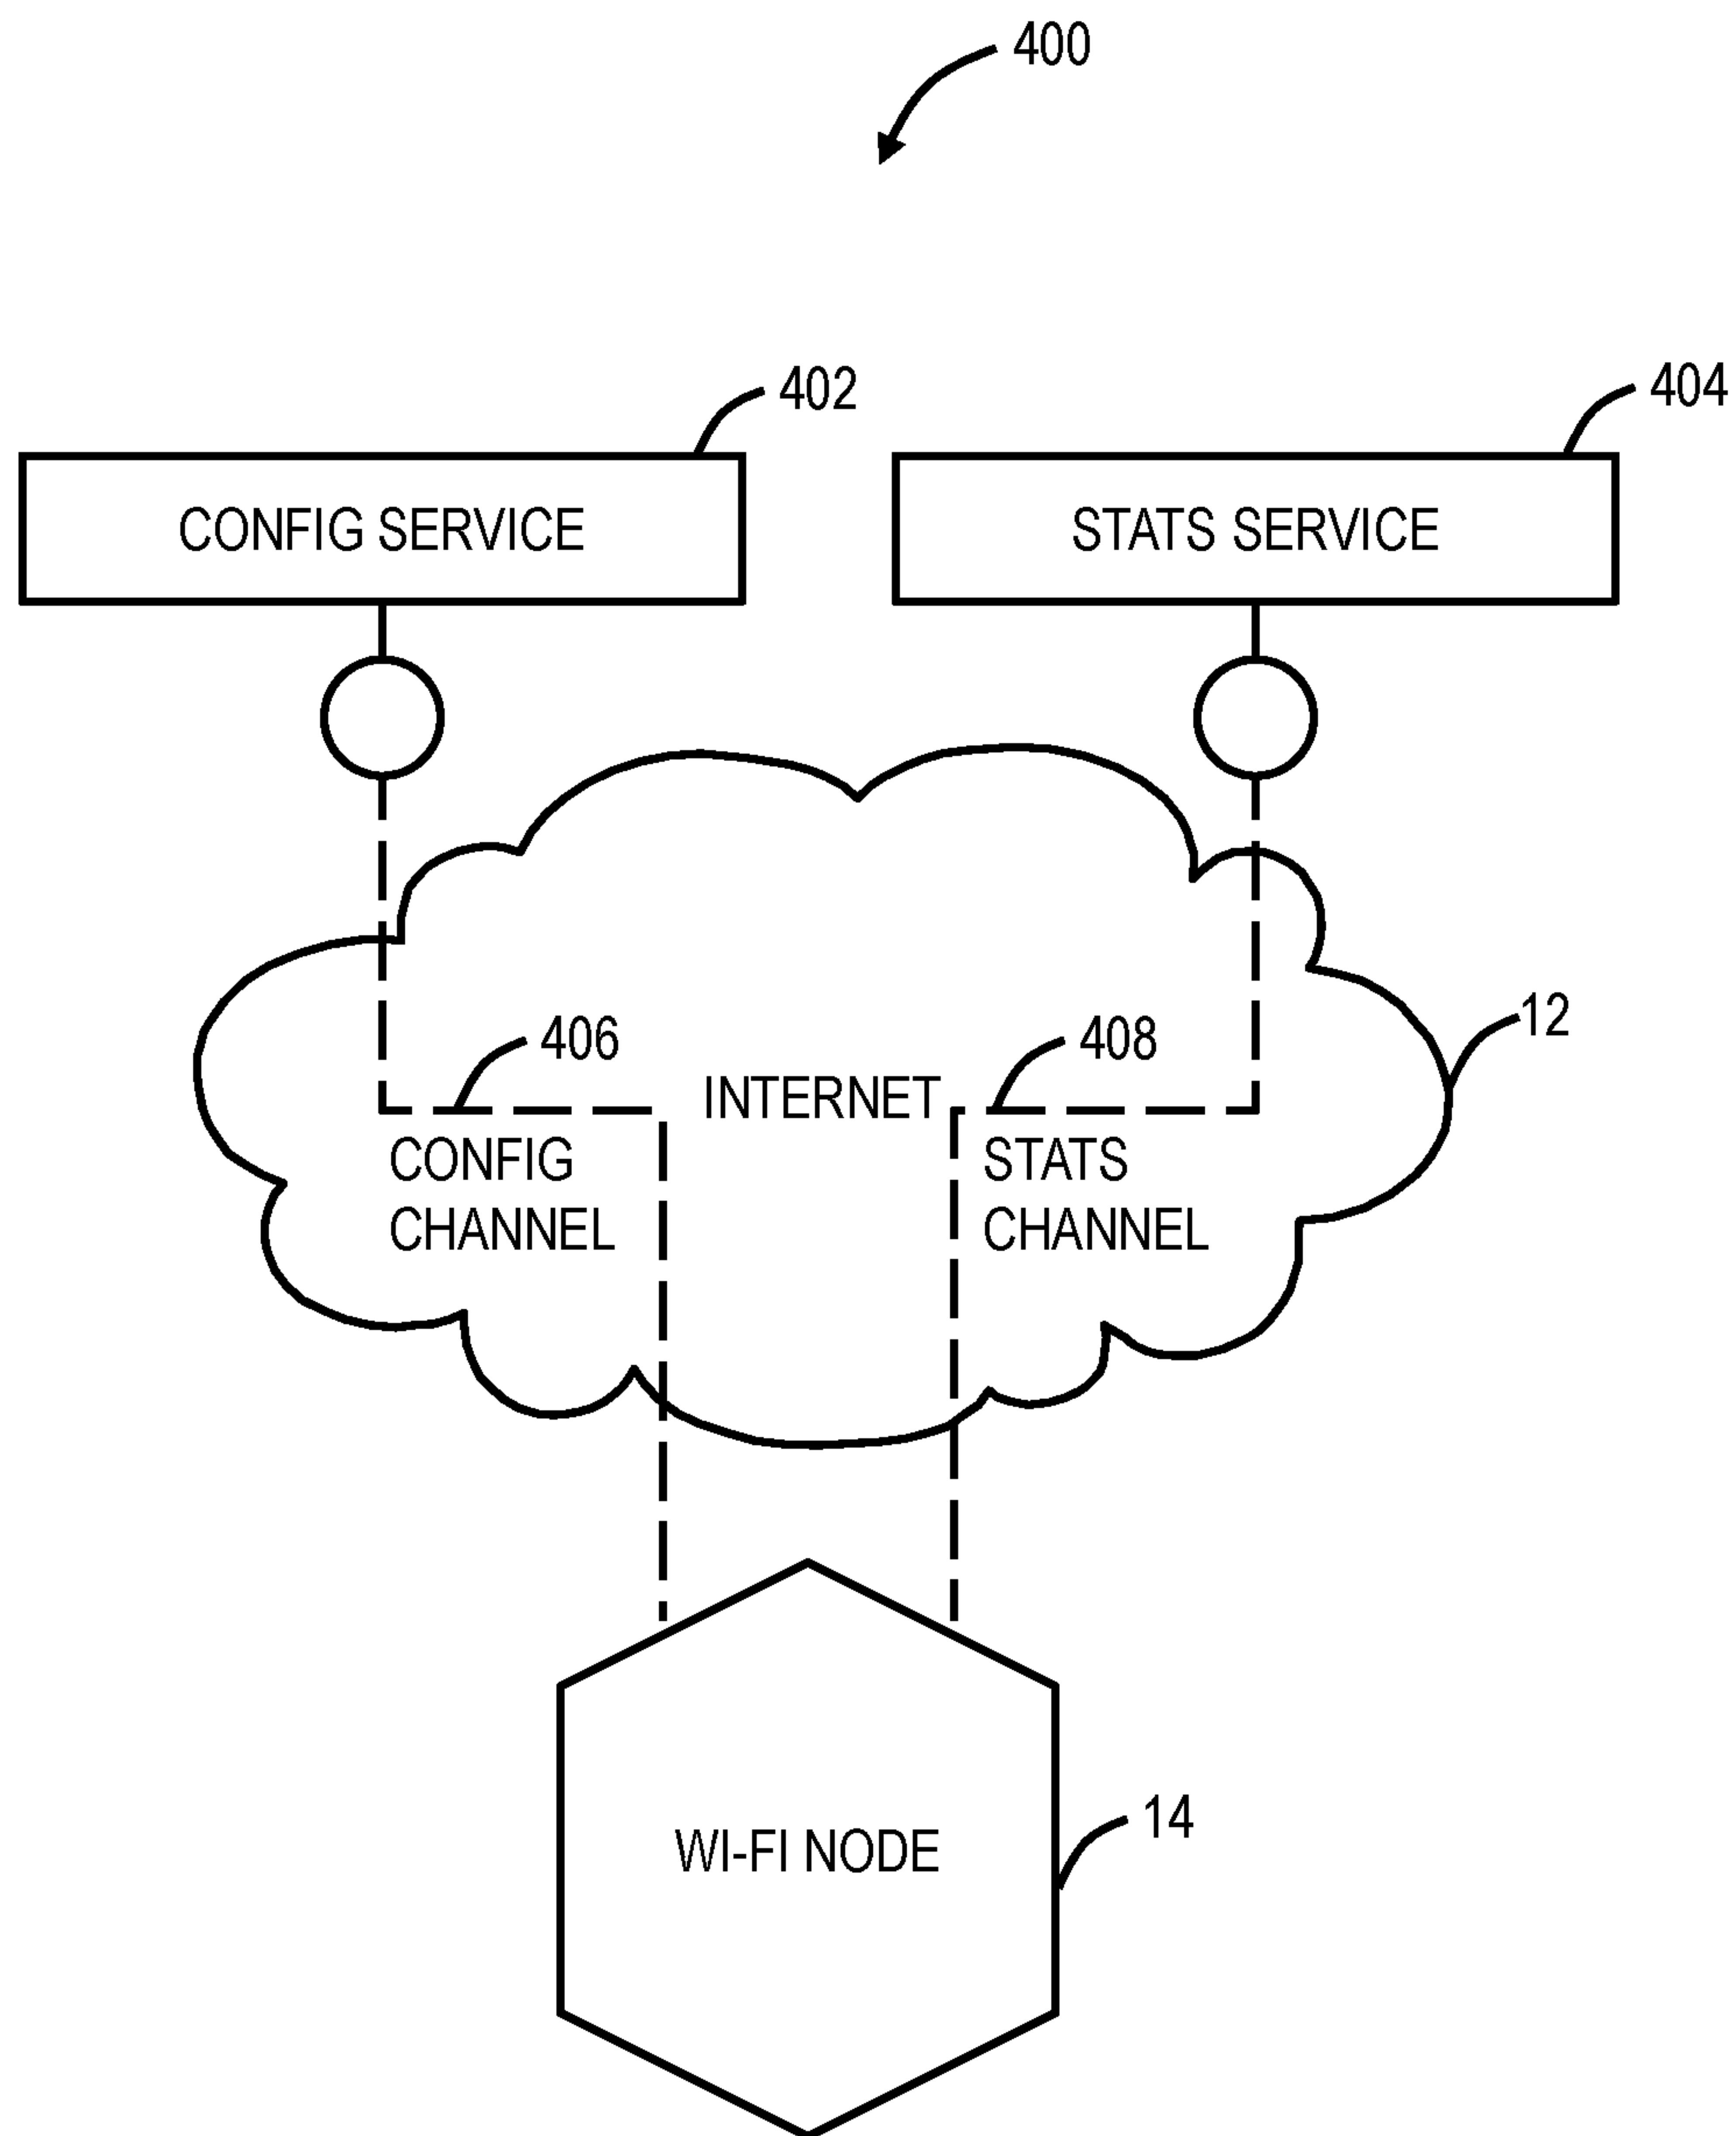 400
402
404
CONFIG SERVICE
STATS SERVICE
12
406
408
INTERNET
CONFIG
CHANNEL
STATS
CHANNEL
14
WI-FI NODE